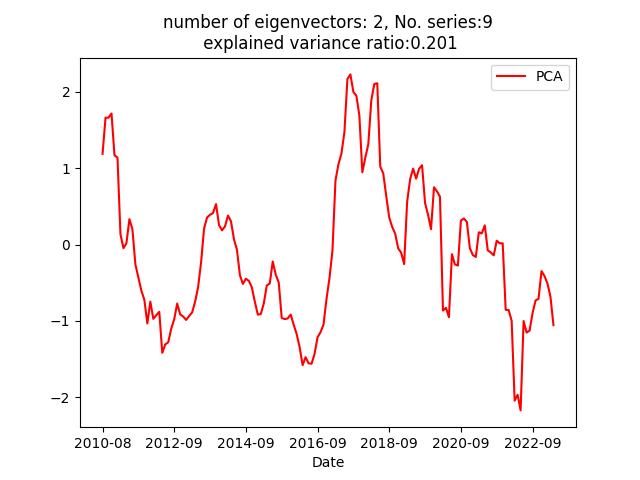 number of eigenvectors: 2, No. series:9
explained variance ratio:0.201
PCA
2
1
0
−1
−2
2010-08 2012-09 2014-09 2016-09 2018-09 2020-09 2022-09
Date